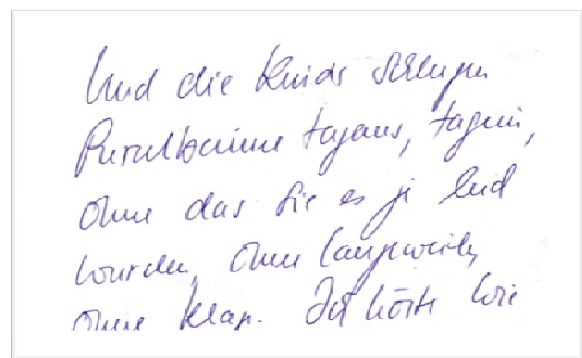 Und die Kinder schlugen
Purzelbäume tagaus, tagein,
ohne das sie es je leid
wurden, ohne Langeweile,
ohne Klage. Ich hörte wie